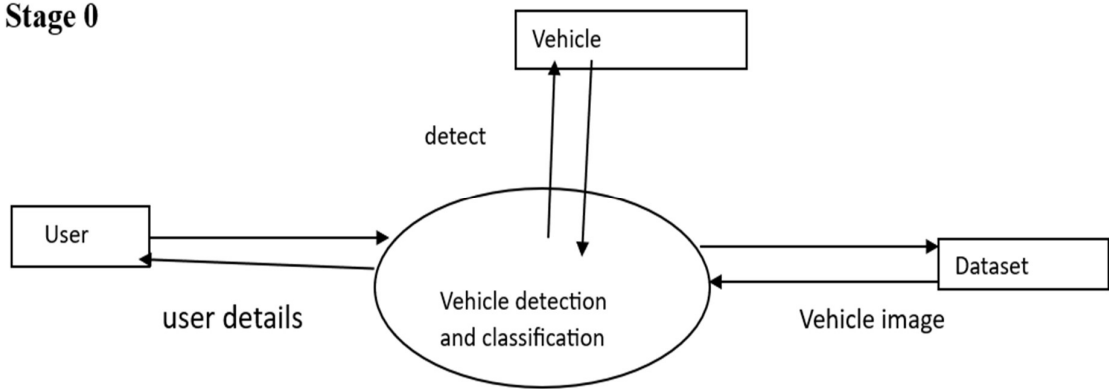 Stage 0
Vehicle
detect
User
Dataset
Vehicle detection
and classification
user details
Vehicle image